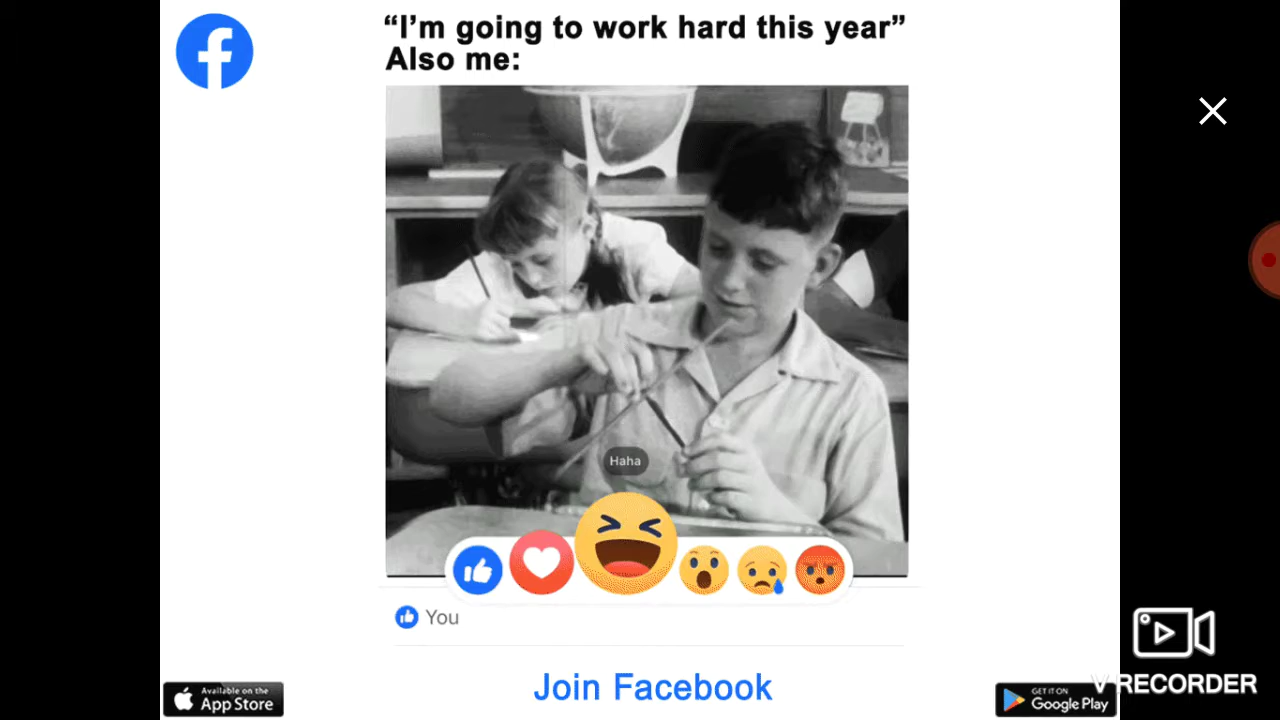 “I’m going to work hard this year”
Also me:
Haha
You
Join Facebook
Available on the
App Store
GET IT ON
Google Play
V RECORDER